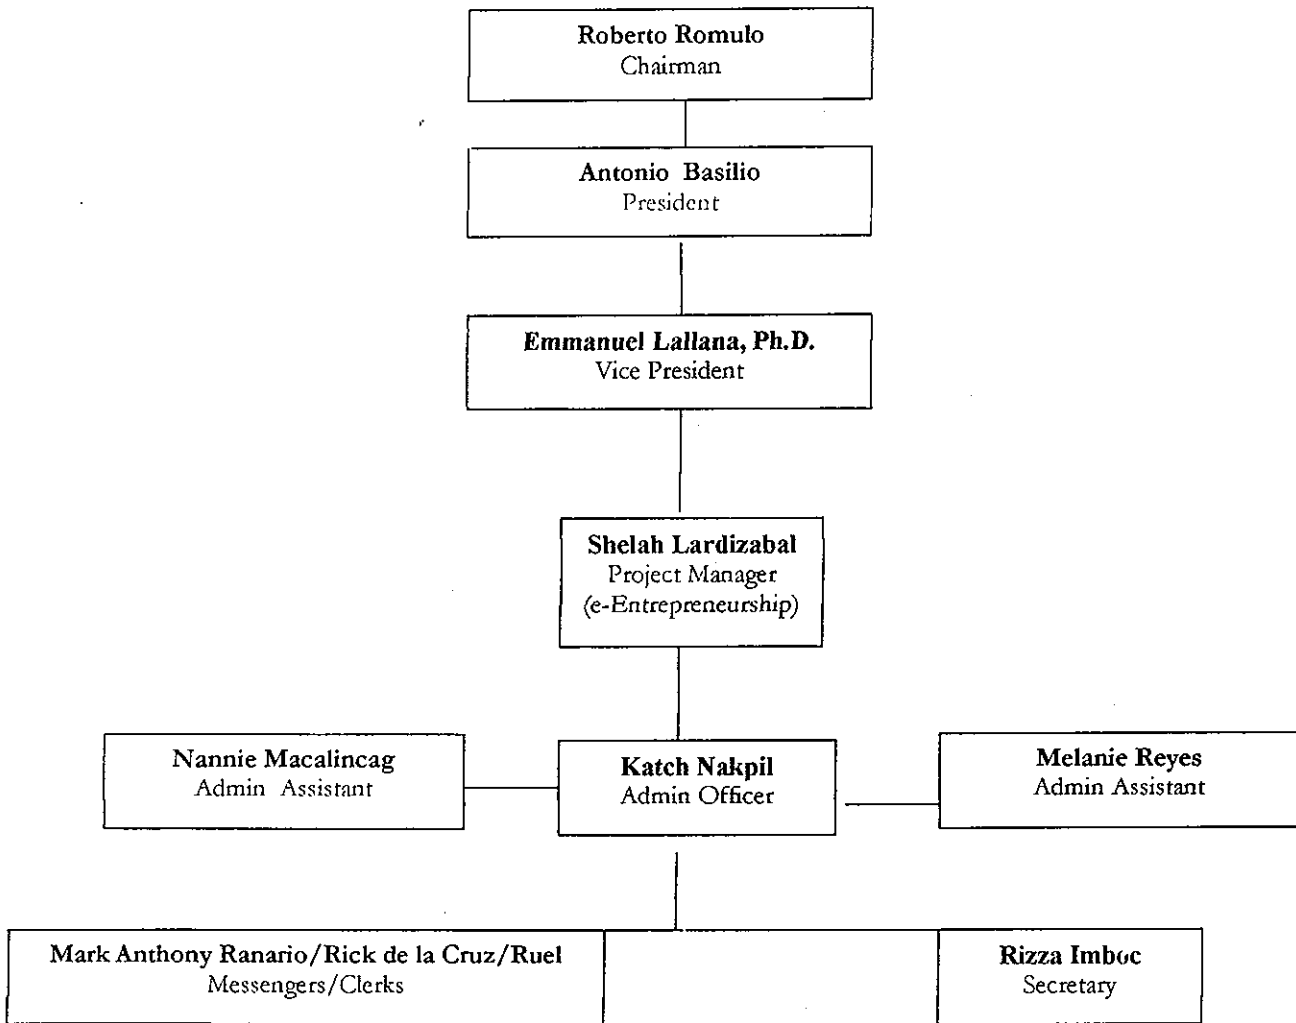 Roberto Romulo
Chairman
Antonio Basilio
President
Emmanuel Lallana, Ph.D.
Vice President
Shelah Lardizabal
Project Manager
(e-Entrepreneurship)
Nannie Macalincag
Admin Assistant
Katch Nakpil
Admin Officer
Melanie Reyes
Admin Assistant
Mark Anthony Ranario/Rick de la Cruz/Ruel
Messengers/Clerks
Rizza Imboc
Secretary